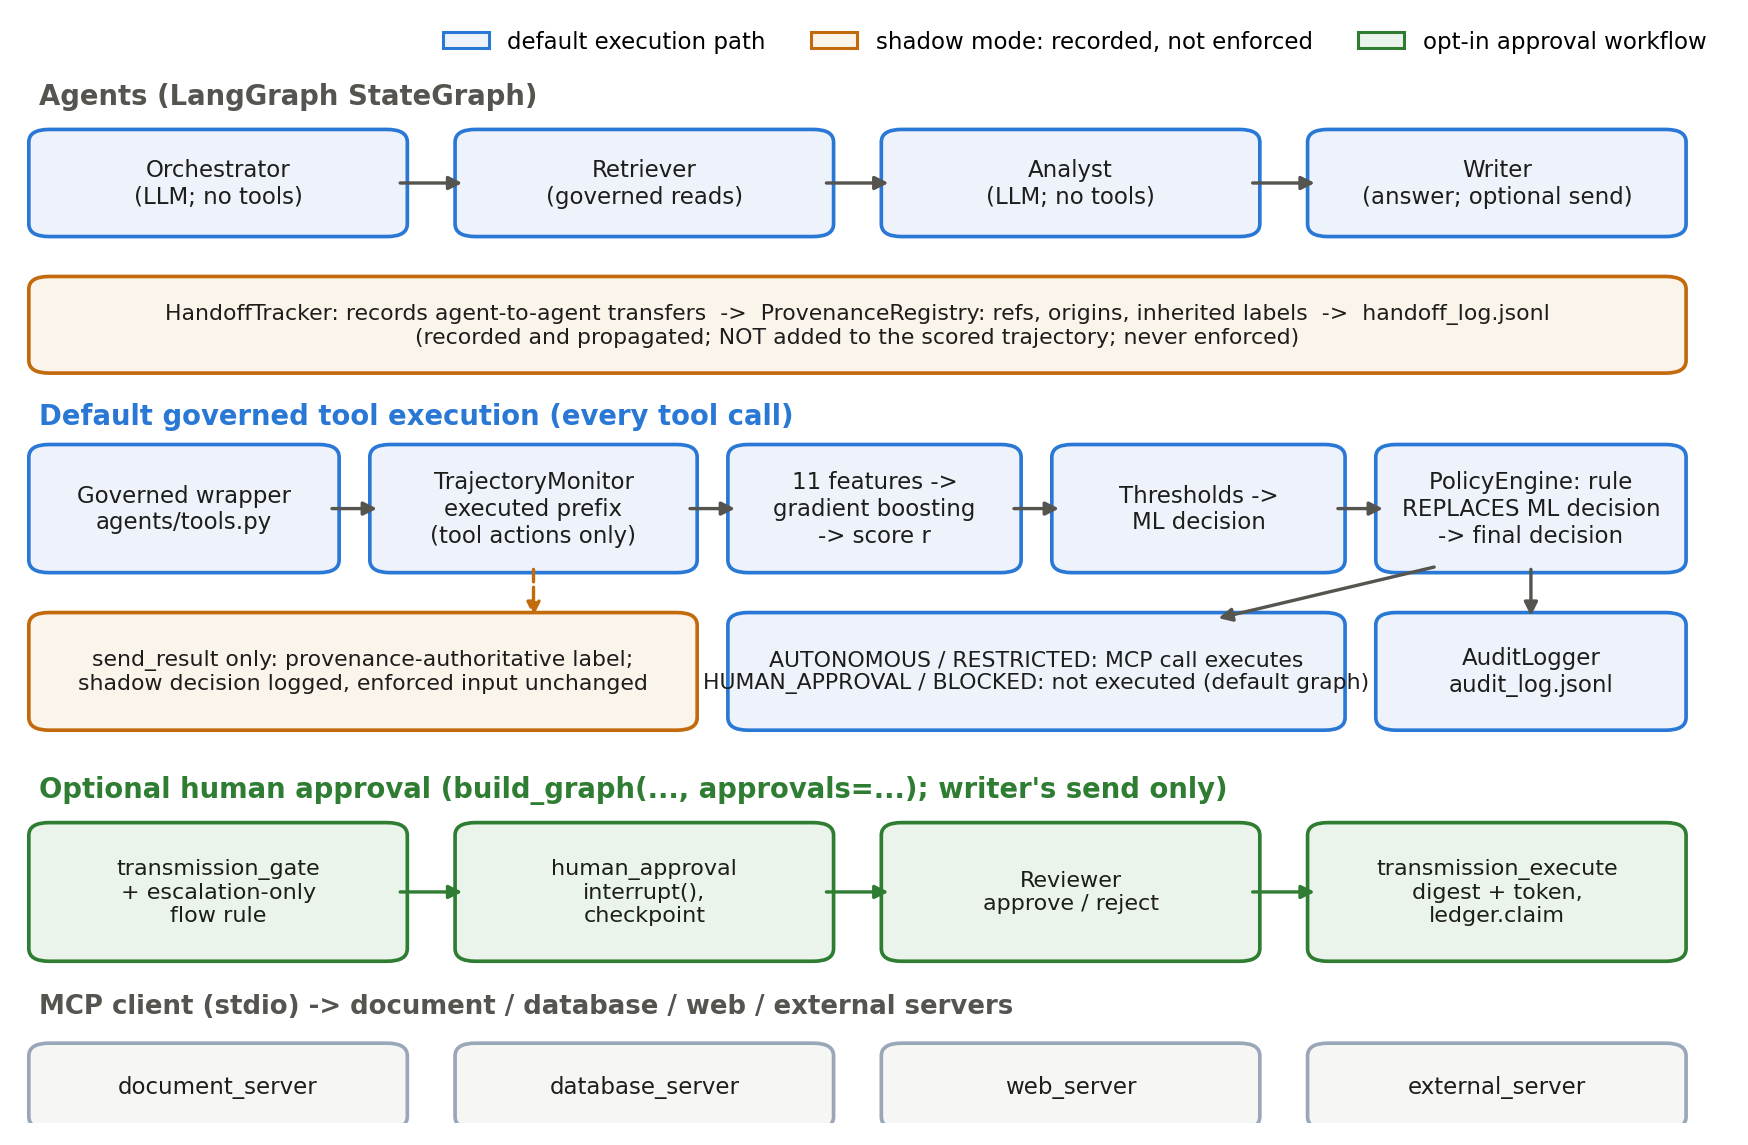 default execution path
shadow mode: recorded, not enforced
opt-in approval workflow
Agents (LangGraph StateGraph)
Orchestrator
(LLM; no tools)
Retriever
(governed reads)
Analyst
(LLM; no tools)
Writer
(answer; optional send)
HandoffTracker: records agent-to-agent transfers -> ProvenanceRegistry: refs, origins, inherited labels -> handoff_log.jsonl
(recorded and propagated; NOT added to the scored trajectory; never enforced)
Default governed tool execution (every tool call)
Governed wrapper
agents/tools.py
TrajectoryMonitor
executed prefix
(tool actions only)
11 features ->
gradient boosting
-> score r
Thresholds ->
ML decision
PolicyEngine: rule
REPLACES ML decision
-> final decision
send_result only: provenance-authoritative label;
shadow decision logged, enforced input unchanged
AUTONOMOUS / RESTRICTED: MCP call executes
HUMAN_APPROVAL / BLOCKED: not executed (default graph)
AuditLogger
audit_log.jsonl
Optional human approval (build_graph(..., approvals=...); writer's send only)
transmission_gate
+ escalation-only
flow rule
human_approval
interrupt(),
checkpoint
Reviewer
approve / reject
transmission_execute
digest + token,
ledger.claim
MCP client (stdio) -> document / database / web / external servers
document_server
database_server
web_server
external_server